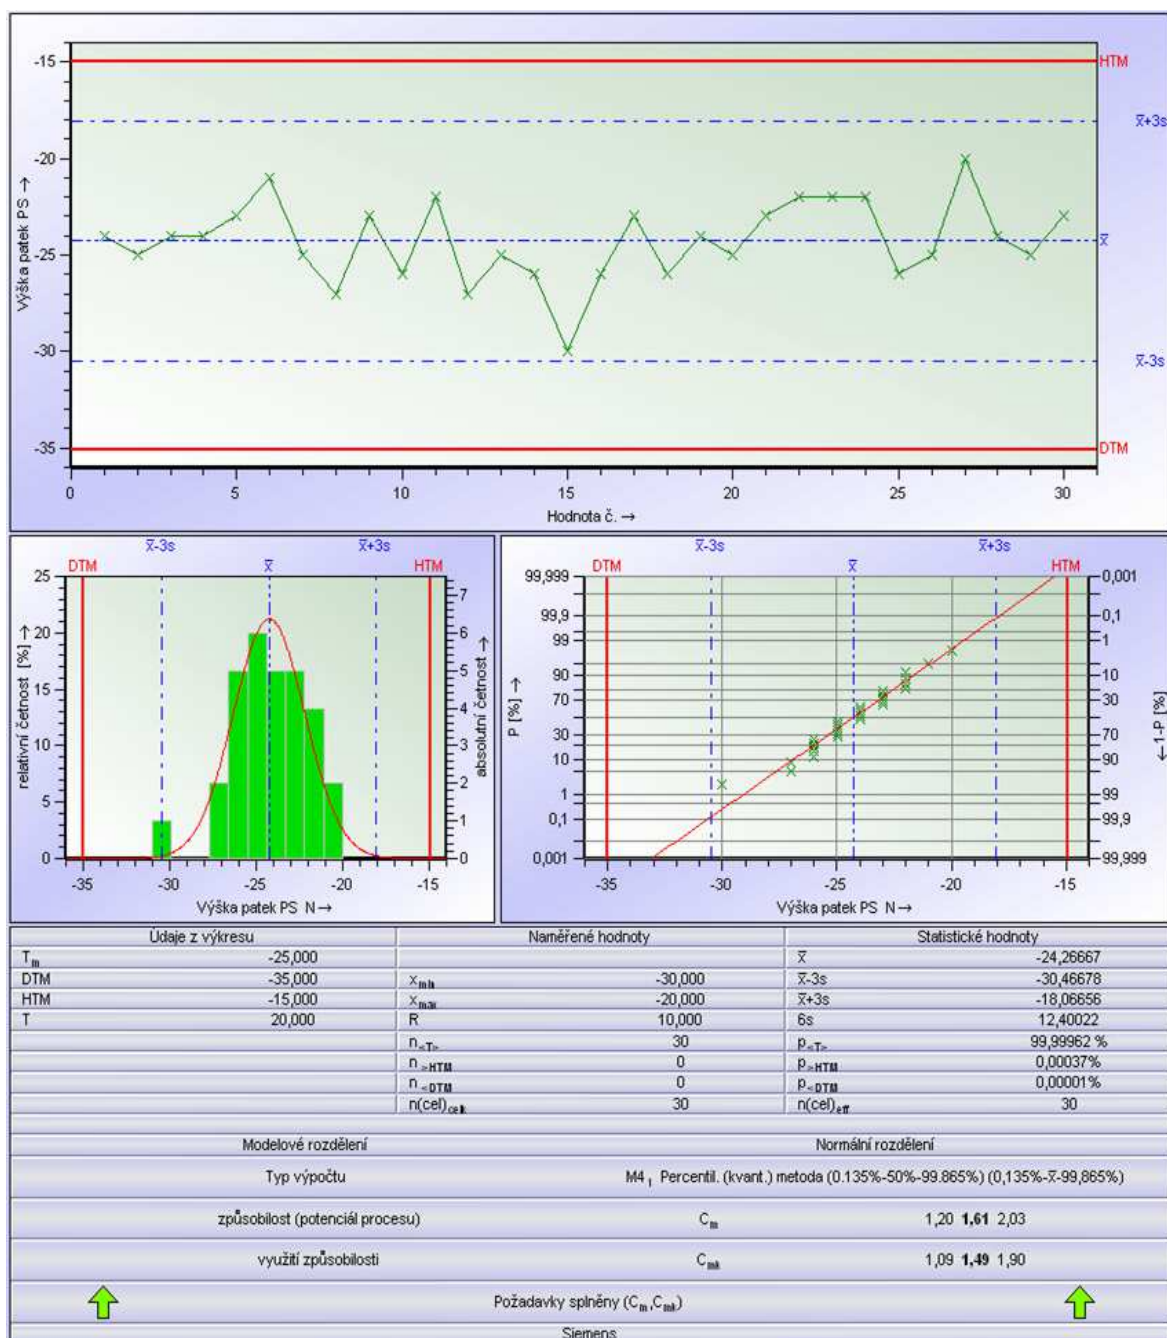 -15
HTM
x̅+3s
-20
Výška patek PS →
x̅
-25
-30
x̅-3s
-35
DTM
0 5 10 15 20 25 30
Hodnota č. →
x̅-3s x̅+3s
DTM x̅ HTM
25 20 15 10 5 0
relativní četnost [%] →
7 6 5 4 3 2 1 0
absolutní četnost →
-35 -30 -25 -20 -15
Výška patek PS N →
x̅-3s x̅+3s
DTM x̅ HTM
99,999 0,001
99,9 0,1
99 1
90 10
70 30
30 70
10 90
1 99
0,1 99,9
0,001 99,999
P [%] →
← 1-P [%]
-35 -30 -25 -20 -15
Výška patek PS N →
Údaje z výkresu Naměřené hodnoty Statistické hodnoty
Tm -25,000 x̅ -24,26667
DTM -35,000 xmin -30,000 x̅-3s -30,46678
HTM -15,000 xmax -20,000 x̅+3s -18,06656
T 20,000 R 10,000 6s 12,40022
n<T> 30 p<T> 99,99962 %
n>HTM 0 p>HTM 0,00037%
n<DTM 0 p<DTM 0,00001%
n(cel)celk 30 n(cel)eff 30
Modelové rozdělení Normální rozdělení
Typ výpočtu M4 1 Percentil. (kvant.) metoda (0.135%-50%-99.865%) (0,135%-x̅-99,865%)
způsobilost (potenciál procesu) Cm 1,20 1,61 2,03
využití způsobilosti Cmk 1,09 1,49 1,90
Požadavky splněny (Cm,Cmk)
Siemens